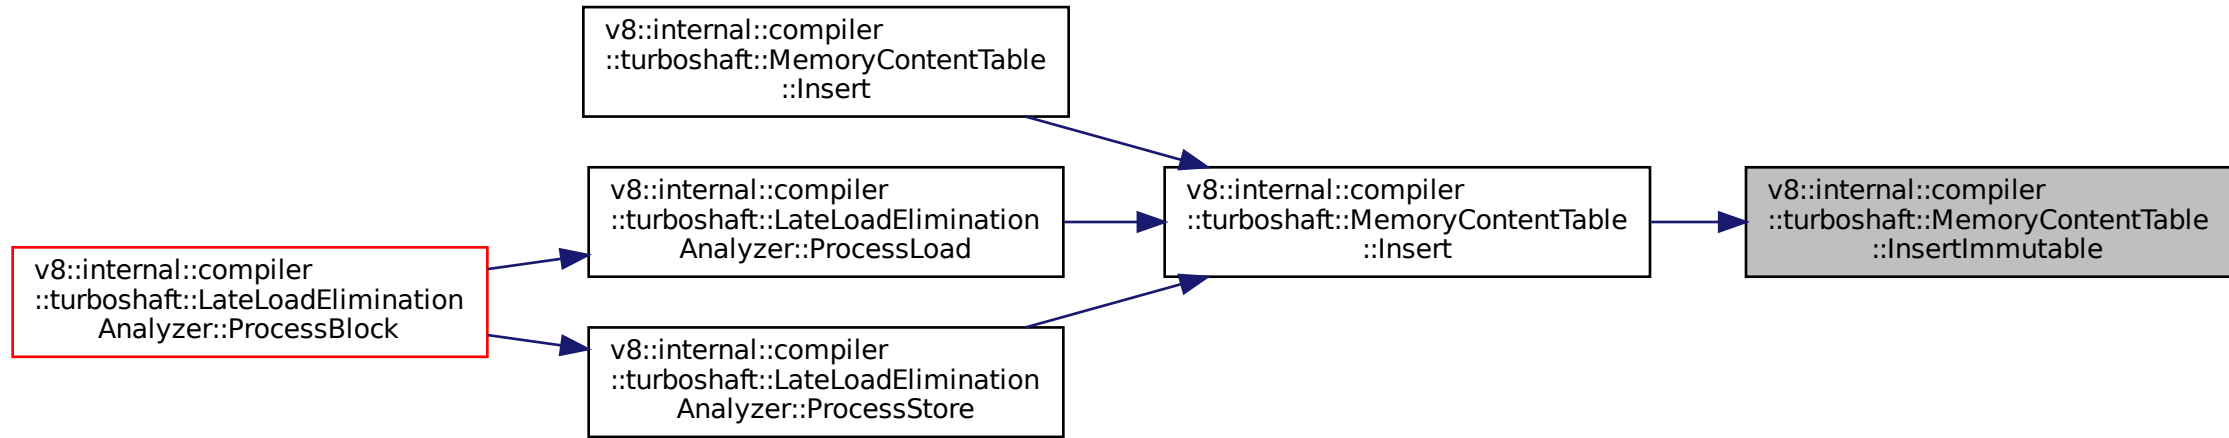 v8::internal::compiler
::turboshaft::MemoryContentTable
::Insert
v8::internal::compiler
::turboshaft::LateLoadElimination
Analyzer::ProcessLoad
v8::internal::compiler
::turboshaft::MemoryContentTable
::Insert
v8::internal::compiler
::turboshaft::MemoryContentTable
::InsertImmutable
v8::internal::compiler
::turboshaft::LateLoadElimination
Analyzer::ProcessBlock
v8::internal::compiler
::turboshaft::LateLoadElimination
Analyzer::ProcessStore